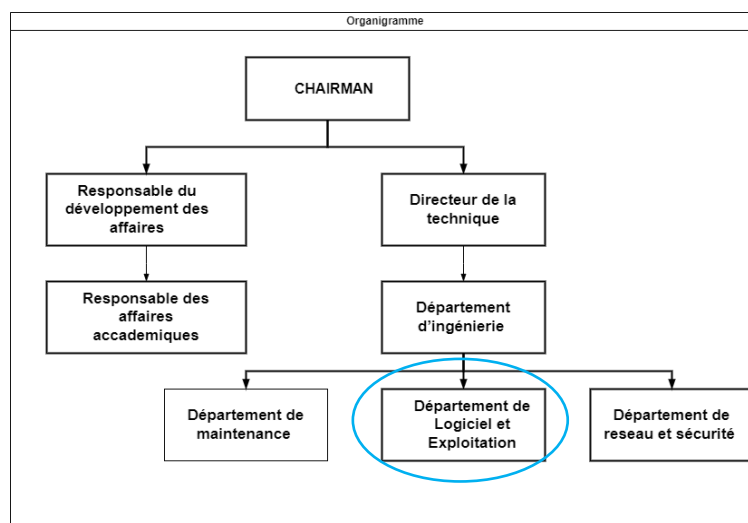 Organigramme
CHAIRMAN
Responsable du
développement des
affaires
Directeur de la
technique
Responsable des
affaires
accademiques
Département
d'ingénierie
Département de
maintenance
Département de
Logiciel et
Exploitation
Département de
reseau et sécurité